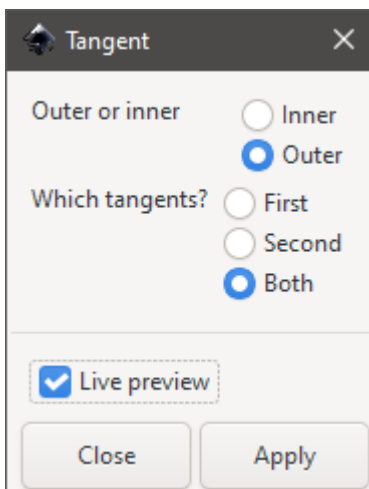 Tangent
Outer or inner
Inner
Outer
Which tangents?
First
Second
Both
Live preview
Close
Apply